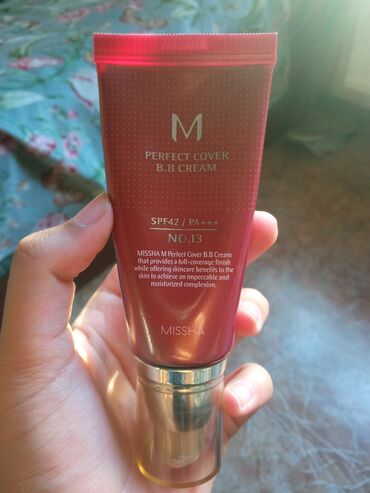 M
PERFECT COVER
B.B CREAM
SPF42 / PA+++
NO.13
MISSHA M Perfect Cover B.B Cream
that provides a full-coverage finish
while offering skincare benefits to the
skin to achieve an impeccable and
moisturized complexion.
MISSHA